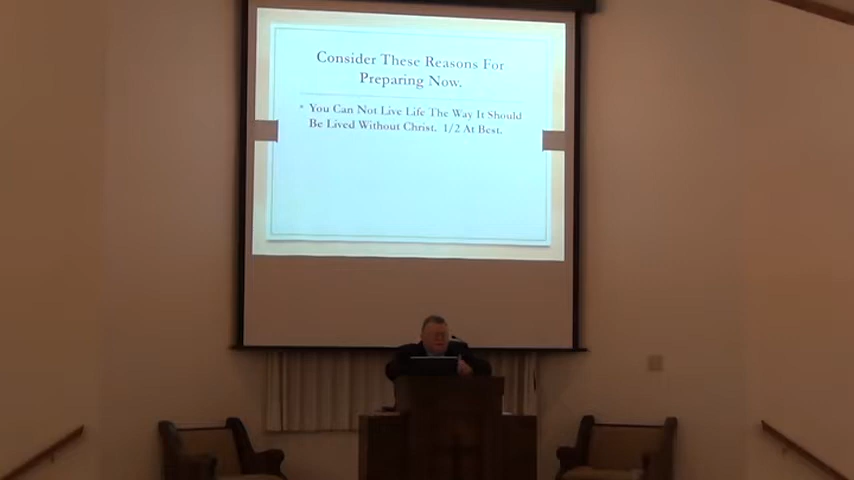 Consider These Reasons For
Preparing Now.
* You Can Not Live Life The Way It Should
Be Lived Without Christ. 1/2 At Best.